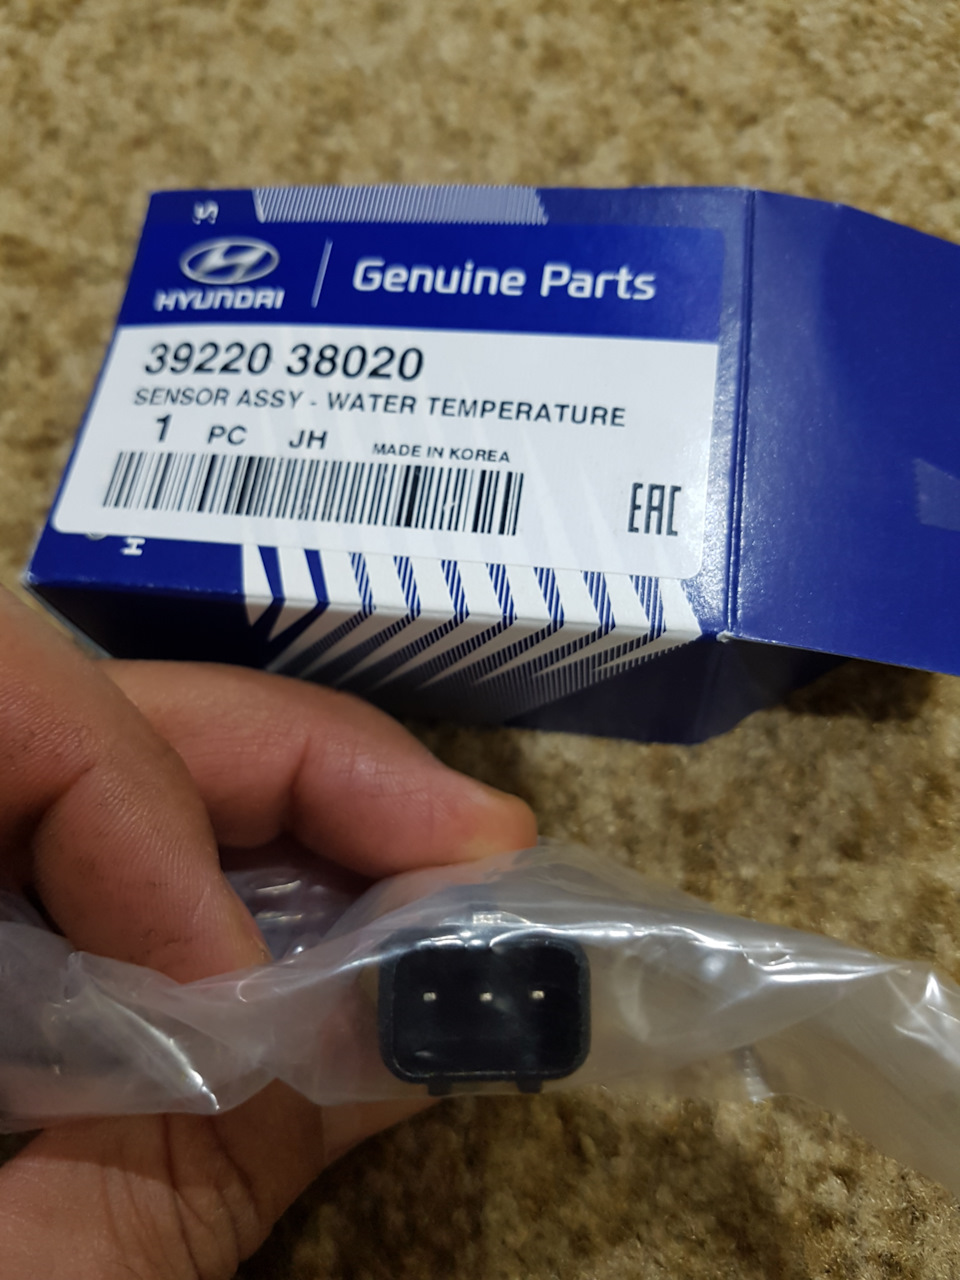 S
HYUNDAI
Genuine Parts
39220 38020
SENSOR ASSY - WATER TEMPERATURE
1 PC JH MADE IN KOREA
EAC
H